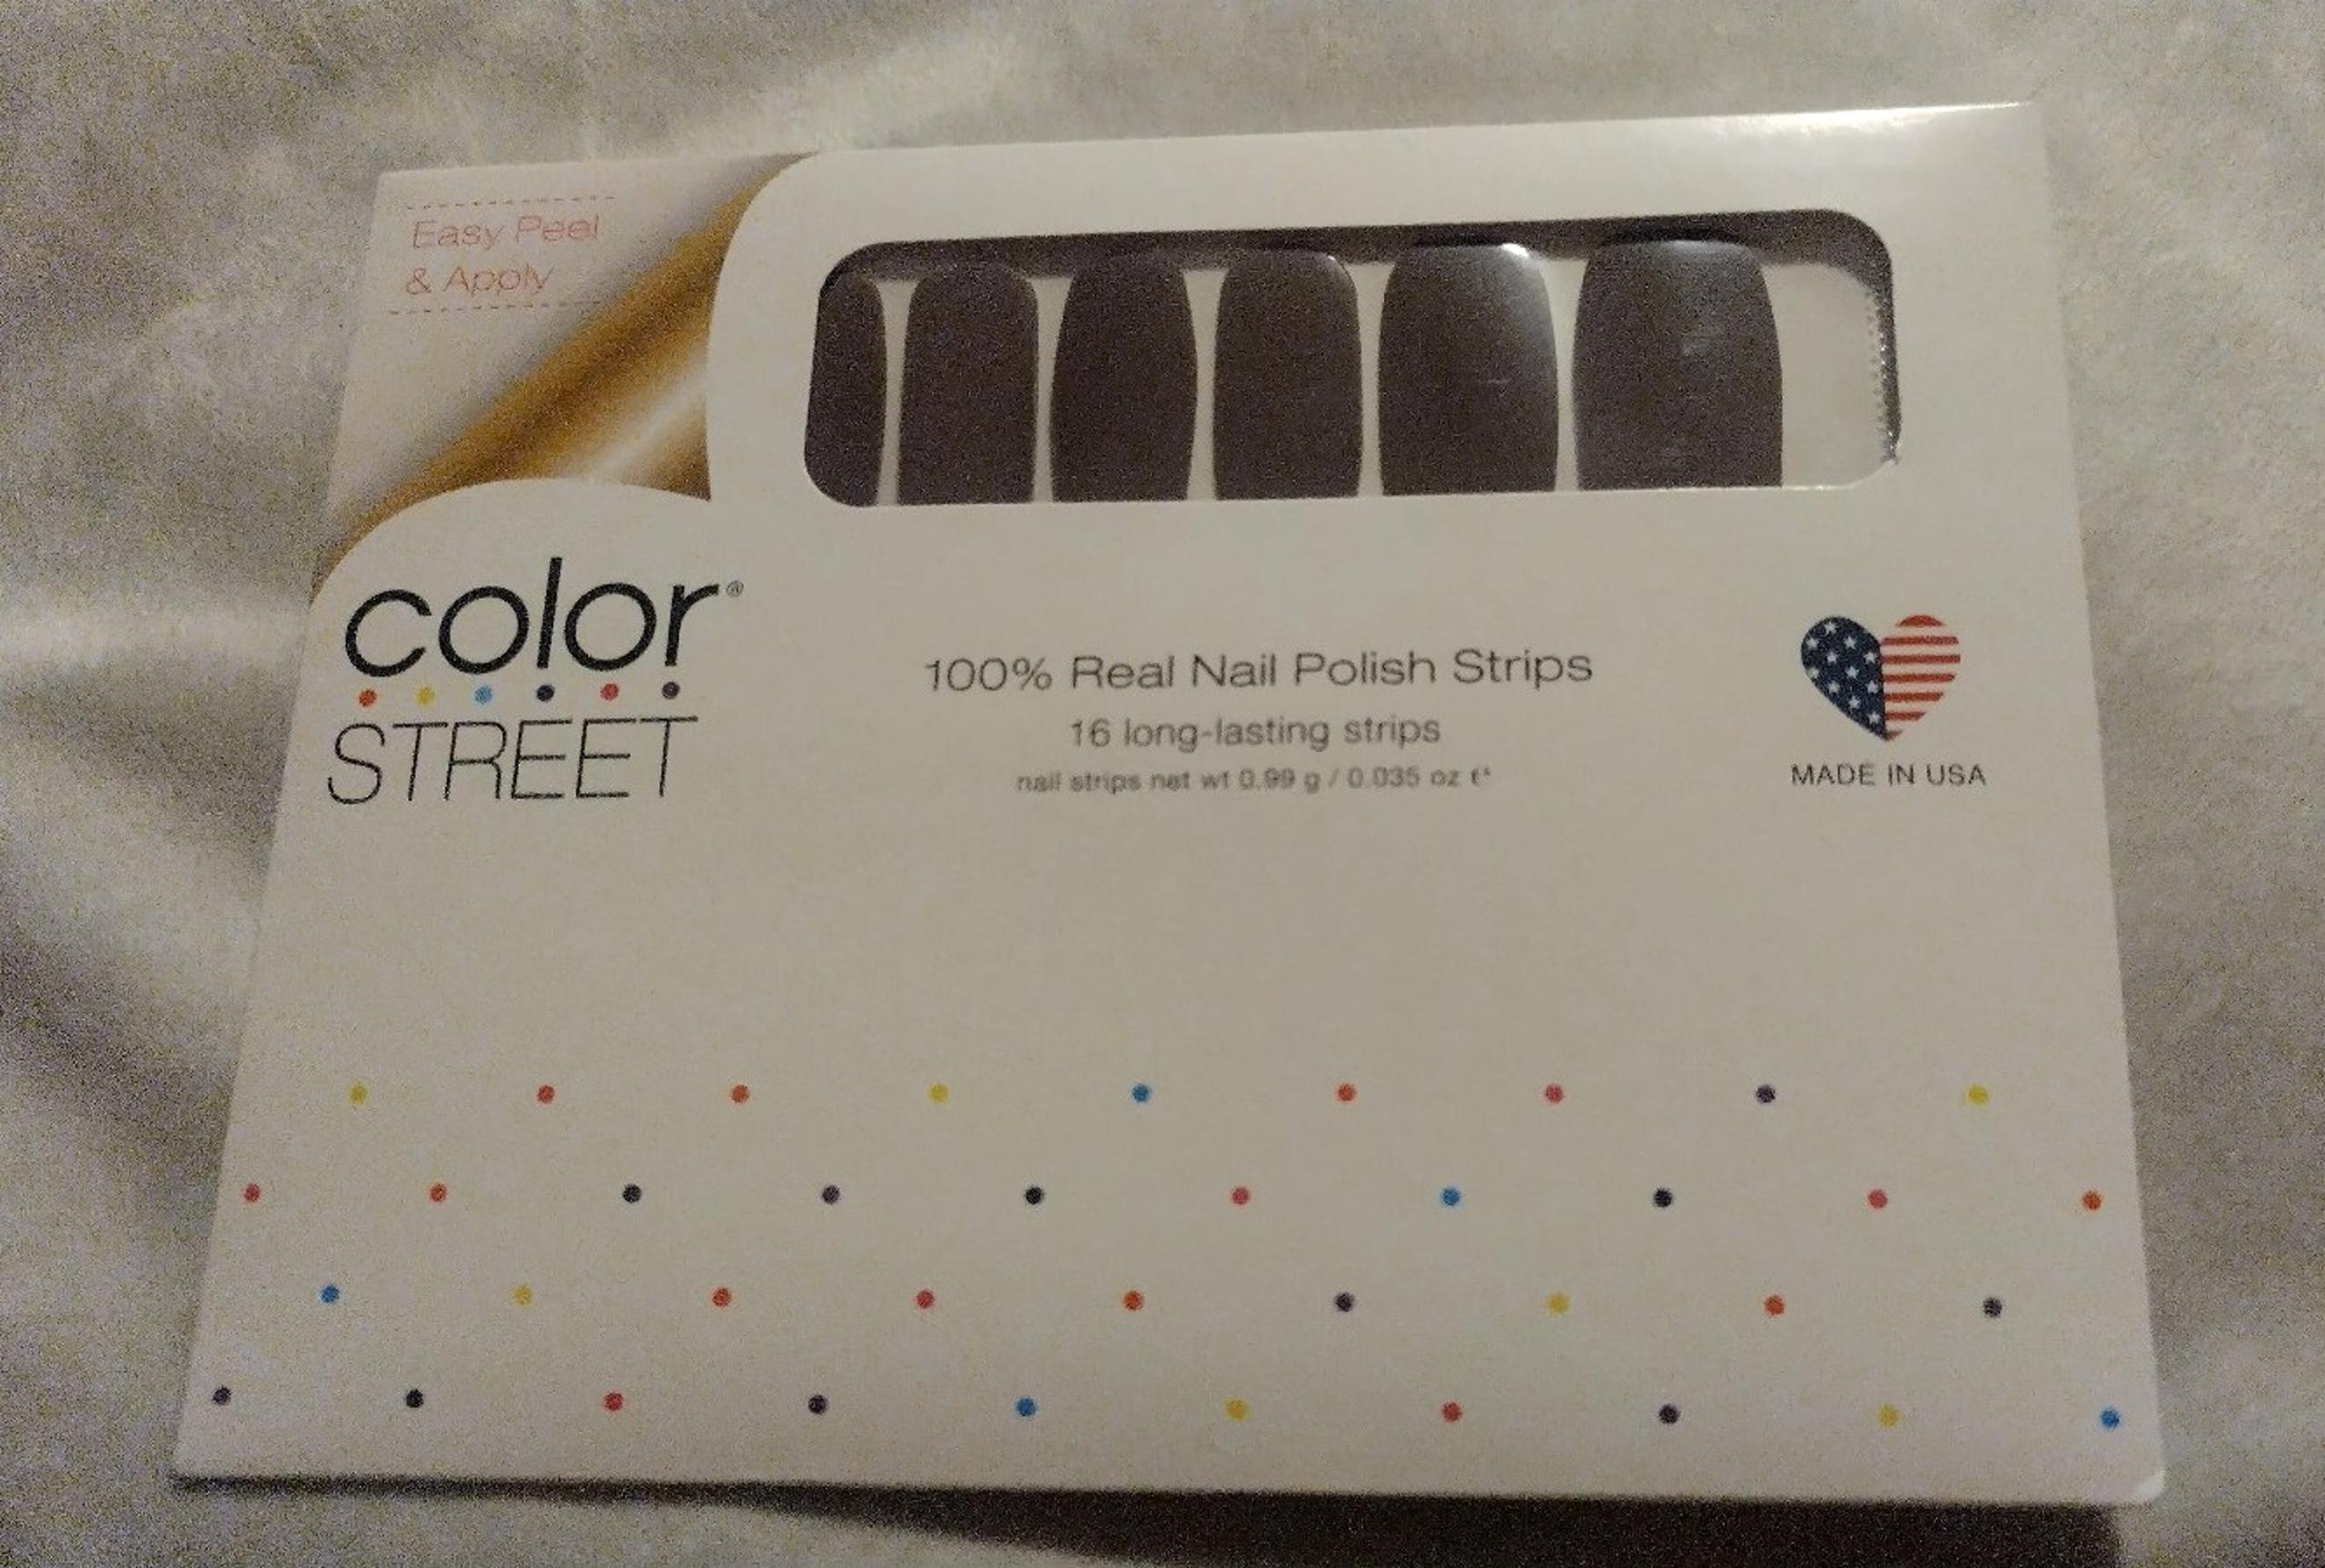 Easy Peel
& Apply
color®
STREET
100% Real Nail Polish Strips
16 long-lasting strips
nail strips net wt 0.99 g / 0.035 oz
MADE IN USA